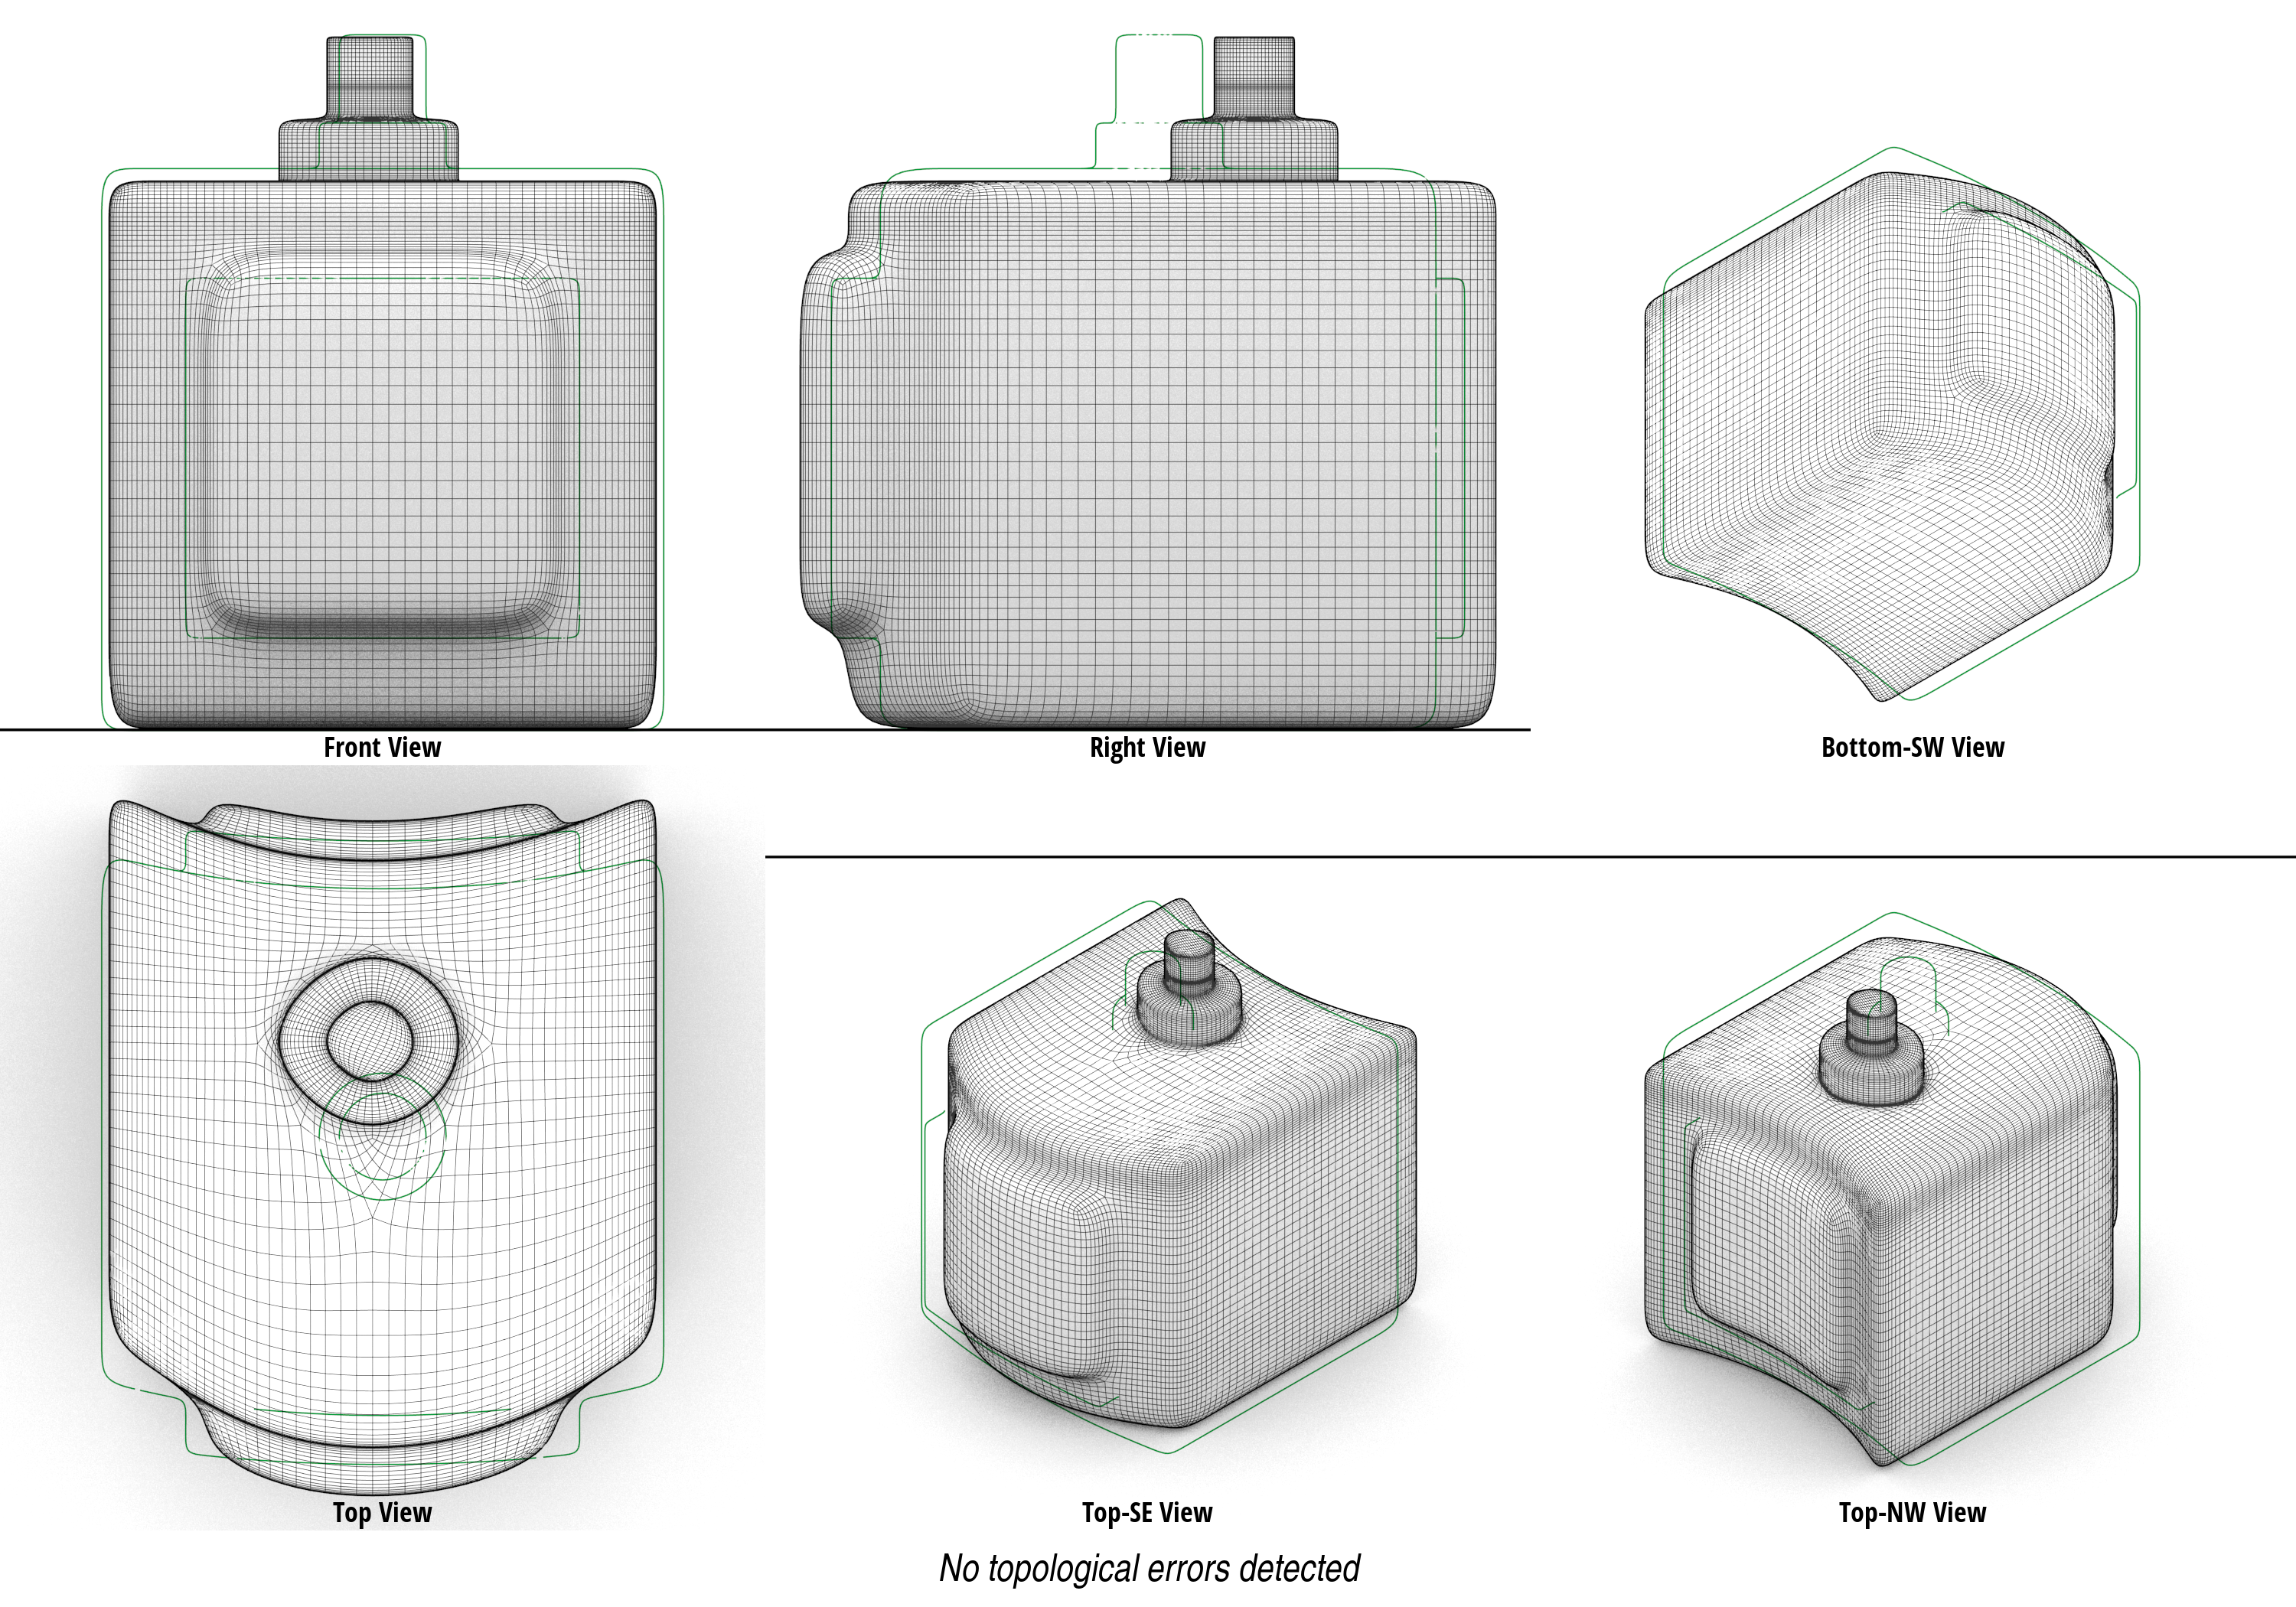 Front View
Right View
Bottom-SW View
Top View
Top-SE View
Top-NW View
No topological errors detected